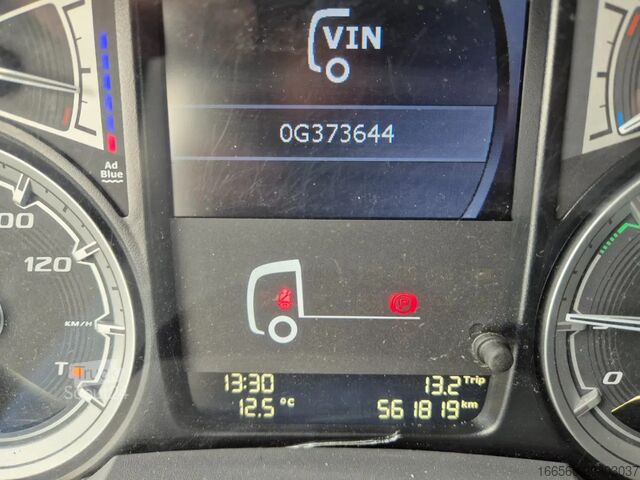 VIN
0G373644
Ad
Blue
00
120
KM/H
T
P
13:30
13.2 Trip
12.5 °C
561819 km
0